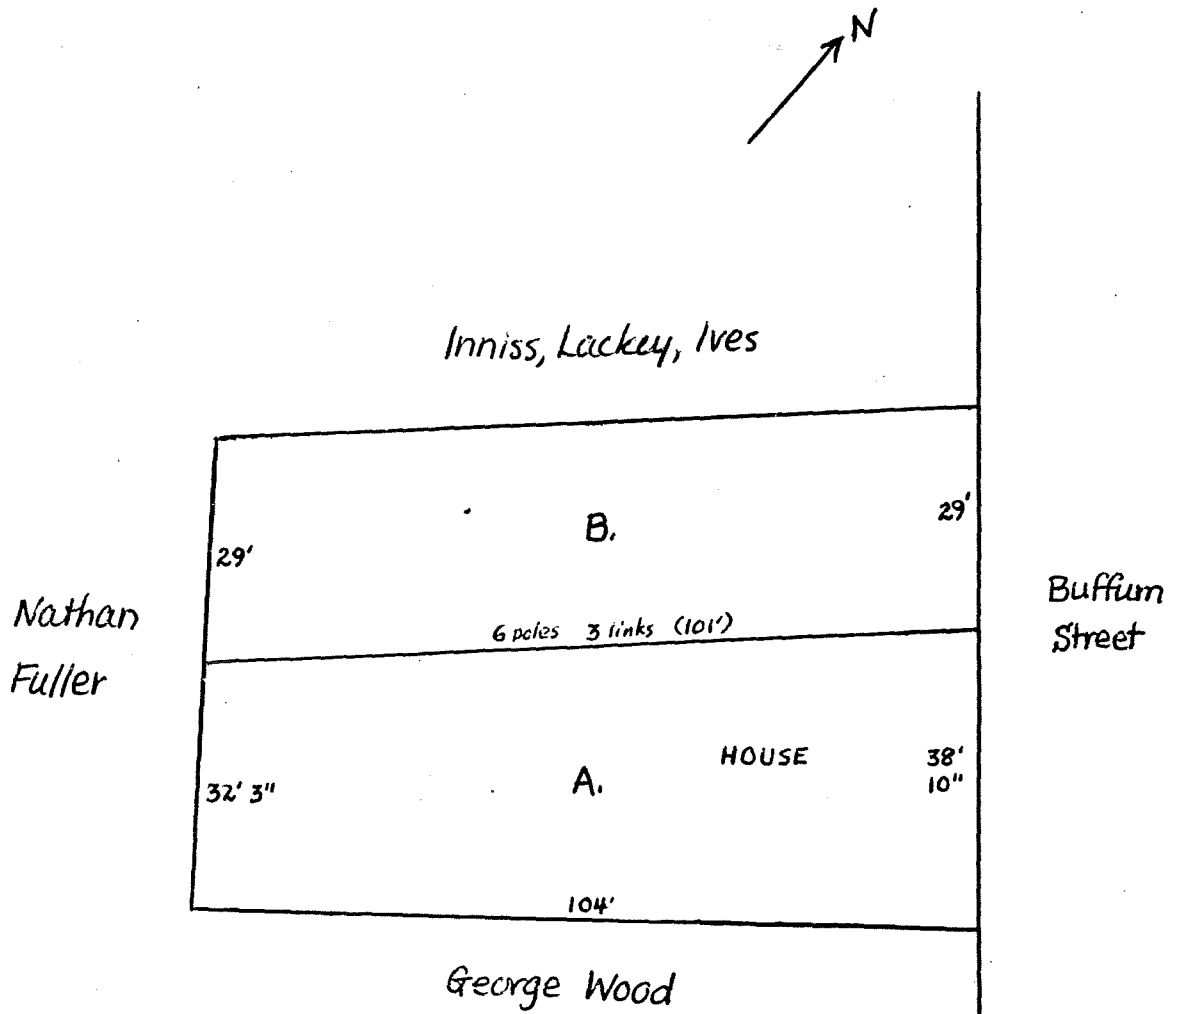 N
Inniss, Lackey, Ives
B.
29'
29'
Nathan
Fuller
6 poles 3 links (101')
Buffum
Street
HOUSE
A.
38'
10"
32' 3"
104'
George Wood